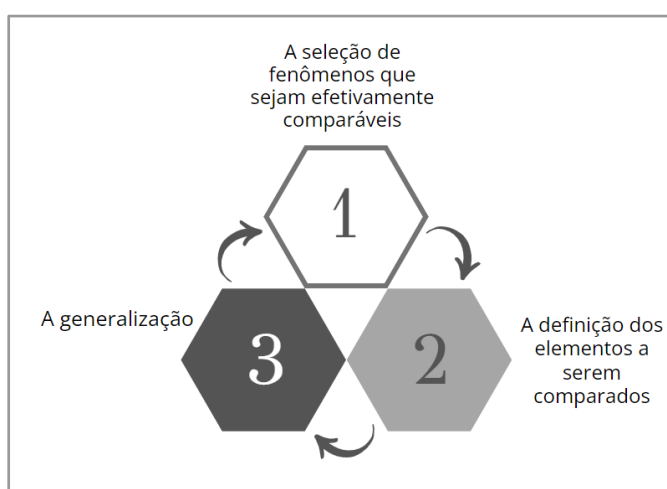 A seleção de
fenômenos que
sejam efetivamente
comparáveis
1
A generalização
3
2
A definição dos
elementos a
serem
comparados